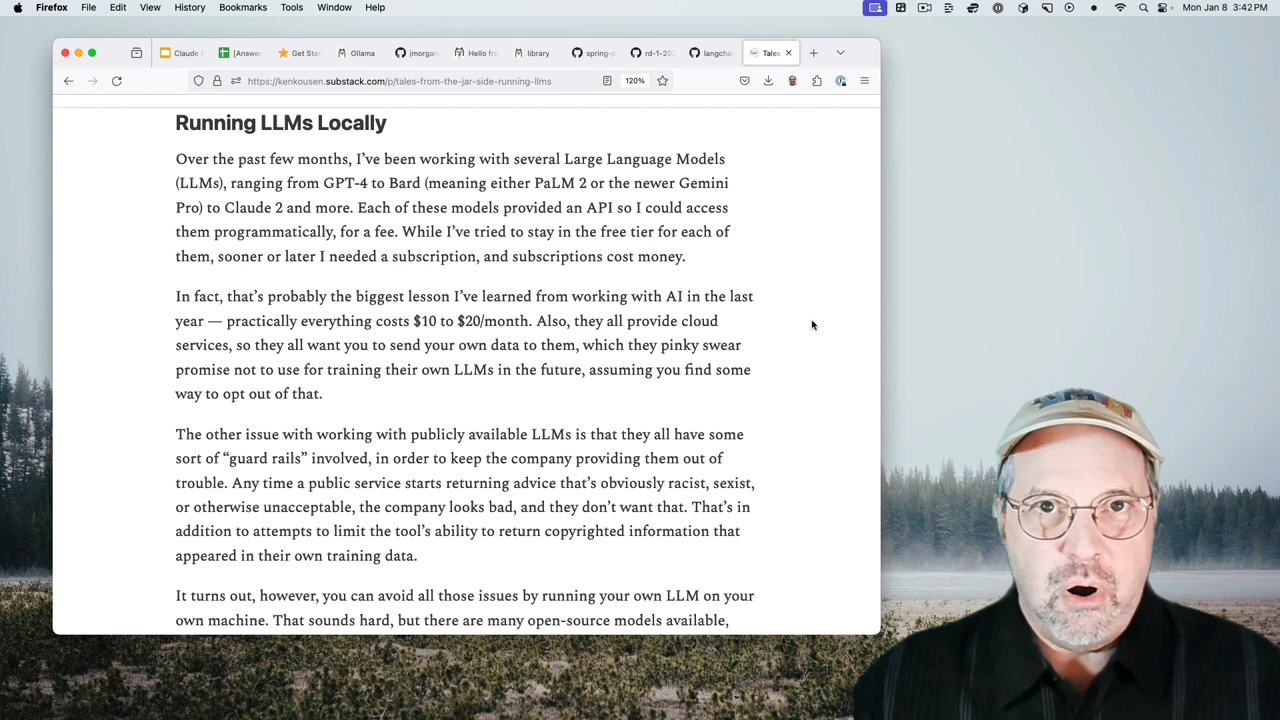 Firefox File Edit View History Bookmarks Tools Window Help Mon Jan 8 3:42 PM
Claude [Answer Get Star Ollama jmorgan Hello fro library spring-p rd-1-20 langcha Tales
https://kenkousen.substack.com/p/tales-from-the-jar-side-running-llms 120%
Running LLMs Locally
Over the past few months, I’ve been working with several Large Language Models
(LLMs), ranging from GPT-4 to Bard (meaning either PaLM 2 or the newer Gemini
Pro) to Claude 2 and more. Each of these models provided an API so I could access
them programmatically, for a fee. While I’ve tried to stay in the free tier for each of
them, sooner or later I needed a subscription, and subscriptions cost money.
In fact, that’s probably the biggest lesson I’ve learned from working with AI in the last
year — practically everything costs $10 to $20/month. Also, they all provide cloud
services, so they all want you to send your own data to them, which they pinky swear
promise not to use for training their own LLMs in the future, assuming you find some
way to opt out of that.
The other issue with working with publicly available LLMs is that they all have some
sort of “guard rails” involved, in order to keep the company providing them out of
trouble. Any time a public service starts returning advice that’s obviously racist, sexist,
or otherwise unacceptable, the company looks bad, and they don’t want that. That’s in
addition to attempts to limit the tool’s ability to return copyrighted information that
appeared in their own training data.
It turns out, however, you can avoid all those issues by running your own LLM on your
own machine. That sounds hard, but there are many open-source models available,